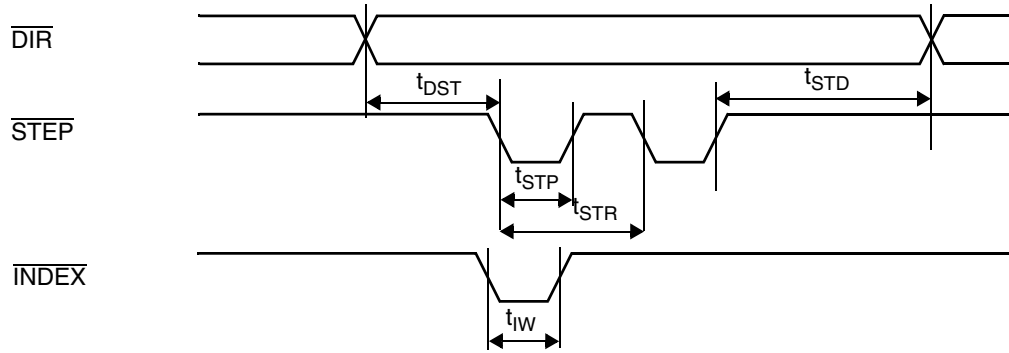 DIR
tDST
tSTD
STEP
tSTP
tSTR
INDEX
tIW